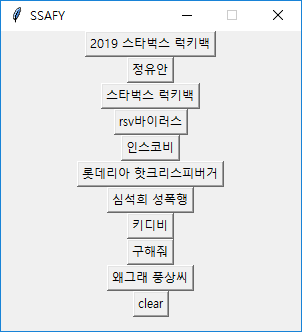 SSAFY
2019 스타벅스 럭키백
정유안
스타벅스 럭키백
rsv바이러스
인스코비
롯데리아 핫크리스피버거
심석희 성폭행
키디비
구해줘
왜그래 풍상씨
clear